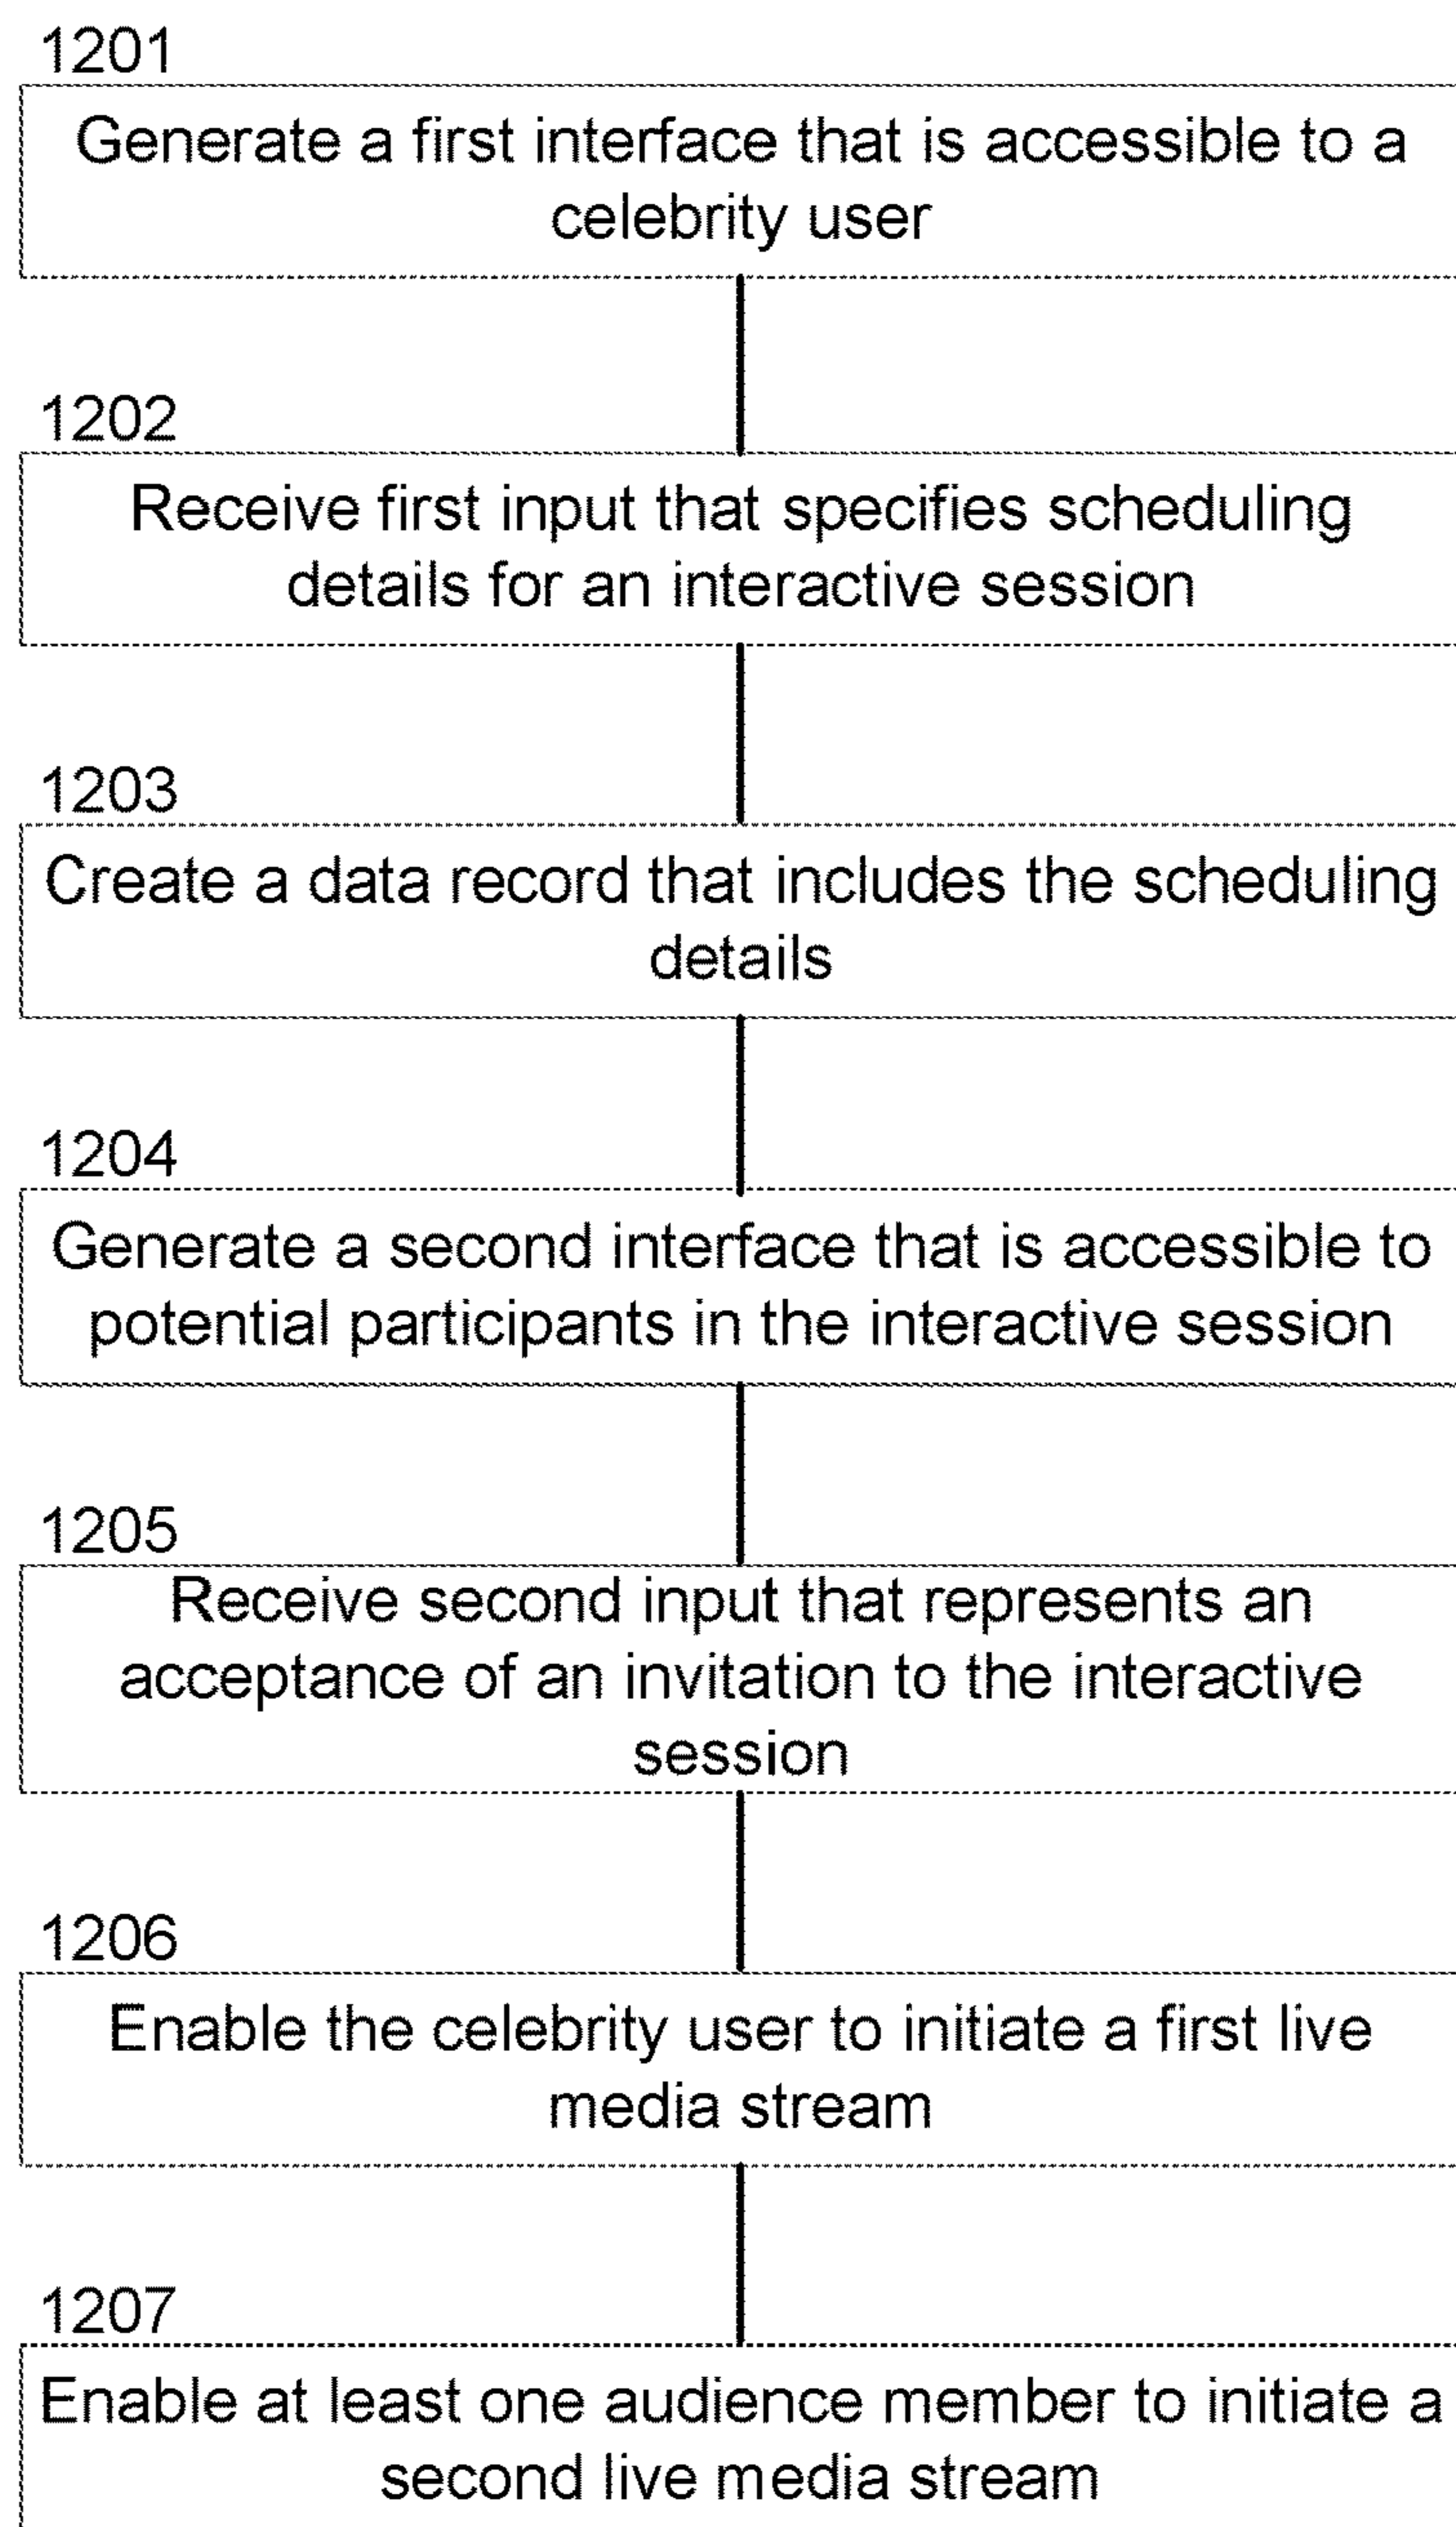 1201
Generate a first interface that is accessible to a
celebrity user
1202
Receive first input that specifies scheduling
details for an interactive session
1203
Create a data record that includes the scheduling
details
1204
Generate a second interface that is accessible to
potential participants in the interactive session
1205
Receive second input that represents an
acceptance of an invitation to the interactive
session
1206
Enable the celebrity user to initiate a first live
media stream
1207
Enable at least one audience member to initiate a
second live media stream